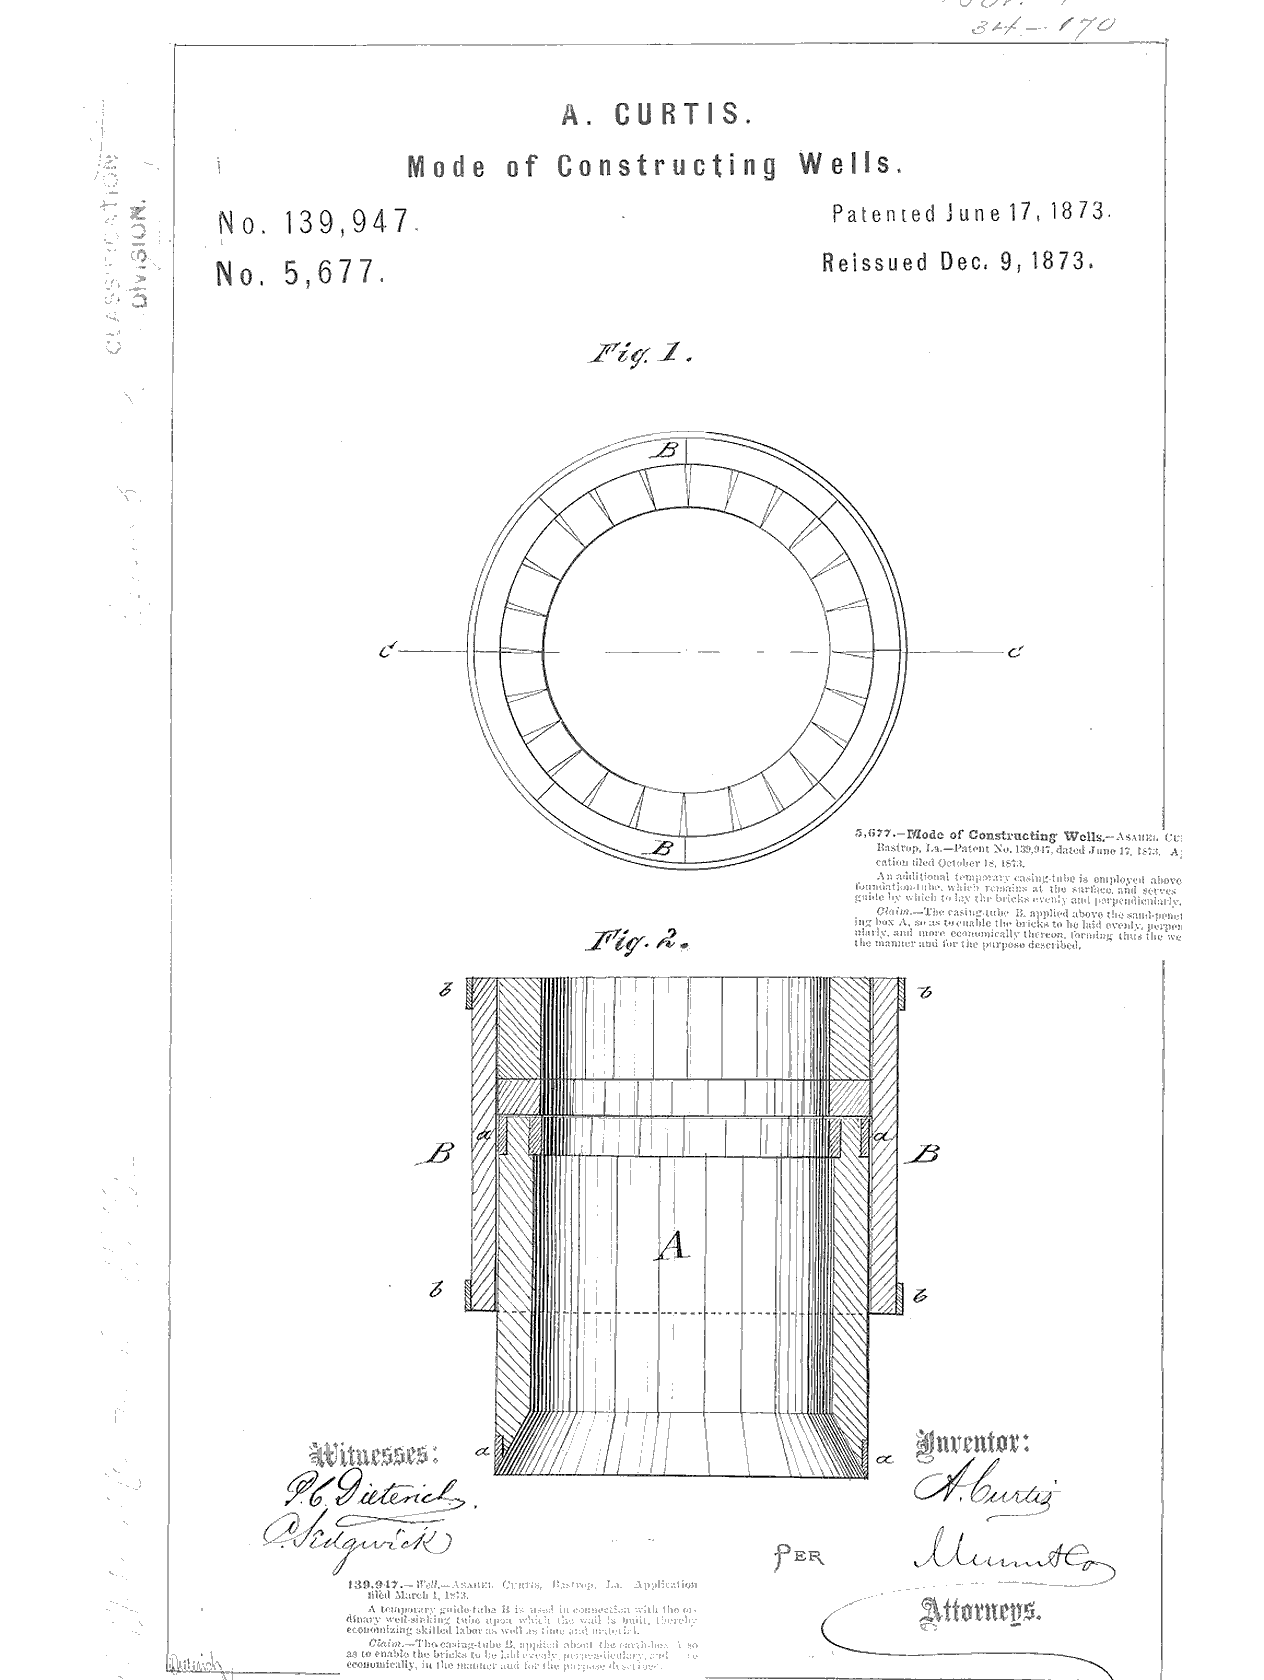 34-170
A. CURTIS.
Mode of Constructing Wells.
No. 139,947.
Patented June 17, 1873.
No. 5,677.
Reissued Dec. 9, 1873.
CLASSIFICATION
DIVISION.
Fig. 1.
B
C
C
B
5,677.—Mode of Constructing Wells.—ASAHEL CU
Bastrop, La.—Patent No. 139,947, dated June 17, 1873. A
cation filed October 18, 1873.
An additional temporary casing-tube is employed above
foundation-tube, which remains at the surface, and serves
guide by which to lay the bricks evenly and perpendicularly.
Claim.—The casing-tube B, applied above the sand-penet
ing box A, so as to enable the bricks to be laid evenly, perpen
ularly, and more economically thereon, forming thus the we
the manner and for the purpose described.
Fig. 2.
b
b
a
a
B
B
A
b
b
a
a
Witnesses:
P. C. Dieterich.
C. Sedgwick
Inventor:
A. Curtis
PER
Munn & Co
Attorneys.
139,947.—Well.—ASAHEL CURTIS, Bastrop, La. Application
filed March 1, 1873.
A temporary guide-tube B is used in connection with the or-
dinary well-sinking tube upon which the wall is built, thereby
economizing skilled labor as well as time and material.
Claim.—The casing-tube B, applied about the earth-box A so
as to enable the bricks to be laid evenly, perpendicularly, and
economically, in the manner and for the purpose described.